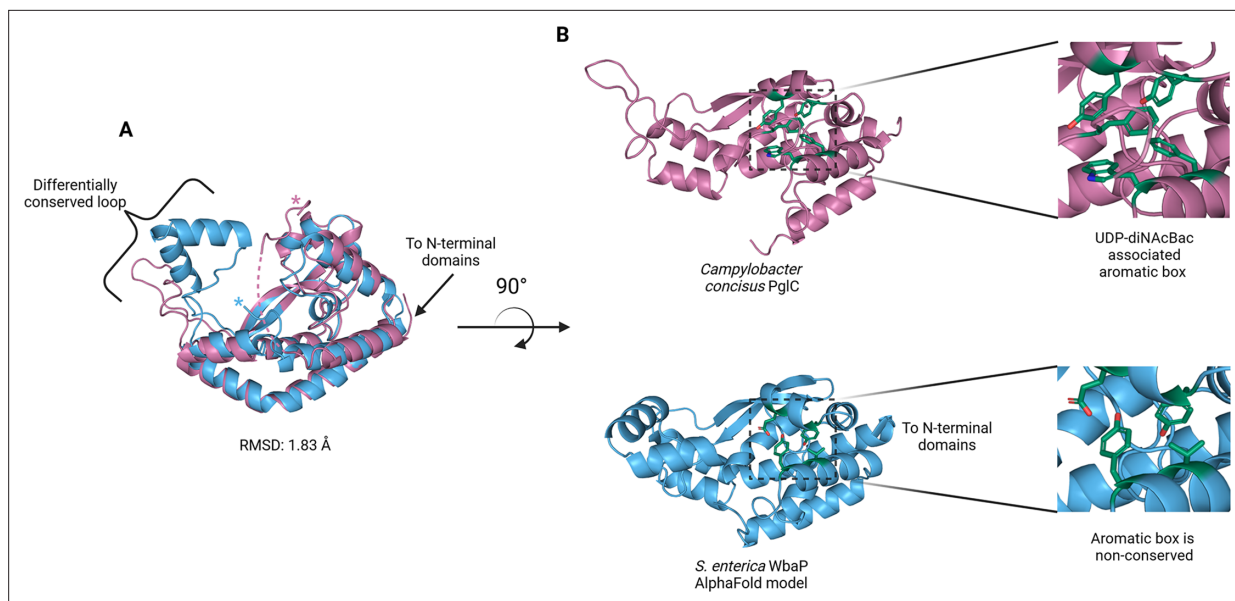 A
Differentially
conserved loop
*
*
To N-terminal
domains
RMSD: 1.83 Å
90°
B
Campylobacter
concisus PglC
UDP-diNAcBac
associated
aromatic box
To N-terminal
domains
S. enterica WbaP
AlphaFold model
Aromatic box is
non-conserved